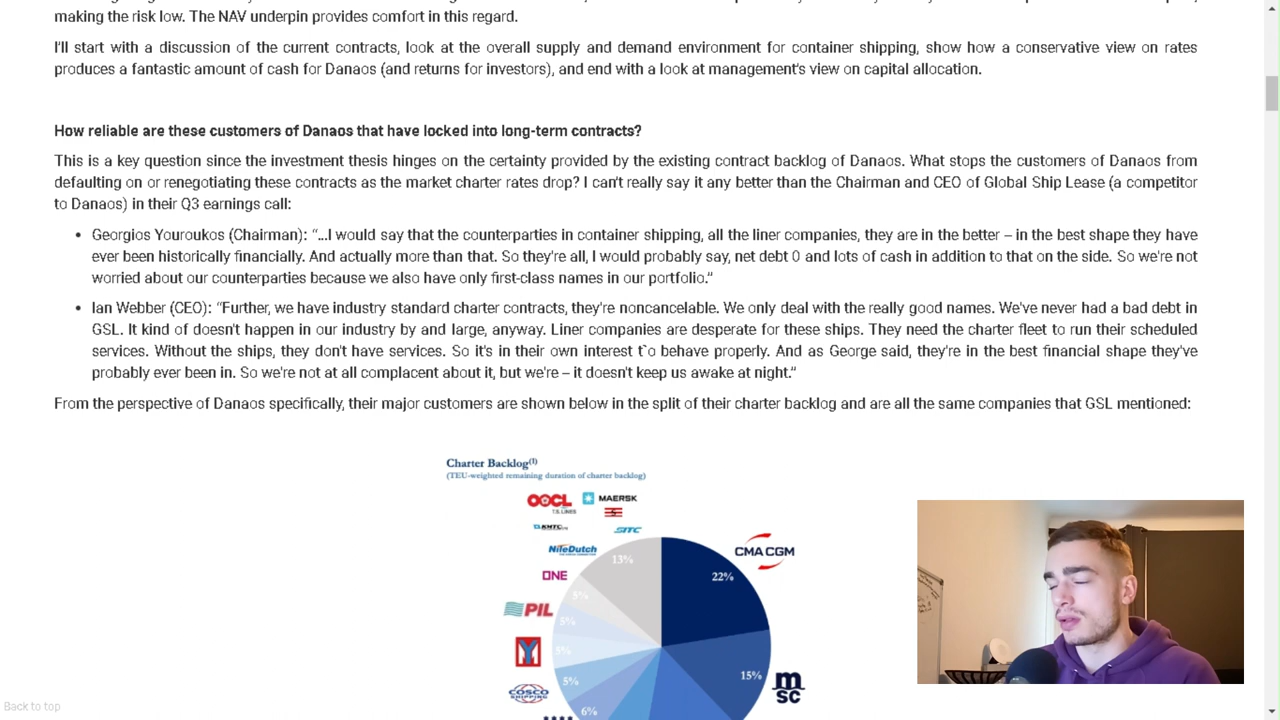 making the risk low. The NAV underpin provides comfort in this regard.
I'll start with a discussion of the current contracts, look at the overall supply and demand environment for container shipping, show how a conservative view on rates
produces a fantastic amount of cash for Danaos (and returns for investors), and end with a look at management's view on capital allocation.
How reliable are these customers of Danaos that have locked into long-term contracts?
This is a key question since the investment thesis hinges on the certainty provided by the existing contract backlog of Danaos. What stops the customers of Danaos from
defaulting on or renegotiating these contracts as the market charter rates drop? I can't really say it any better than the Chairman and CEO of Global Ship Lease (a competitor
to Danaos) in their Q3 earnings call:
• Georgios Youroukos (Chairman): “...I would say that the counterparties in container shipping, all the liner companies, they are in the better – in the best shape they have
ever been historically financially. And actually more than that. So they're all, I would probably say, net debt 0 and lots of cash in addition to that on the side. So we're not
worried about our counterparties because we also have only first-class names in our portfolio.”
• Ian Webber (CEO): “Further, we have industry standard charter contracts, they're noncancelable. We only deal with the really good names. We've never had a bad debt in
GSL. It kind of doesn't happen in our industry by and large, anyway. Liner companies are desperate for these ships. They need the charter fleet to run their scheduled
services. Without the ships, they don't have services. So it's in their own interest t`o behave properly. And as George said, they're in the best financial shape they've
probably ever been in. So we're not at all complacent about it, but we're – it doesn't keep us awake at night.”
From the perspective of Danaos specifically, their major customers are shown below in the split of their charter backlog and are all the same companies that GSL mentioned:
Charter Backlog(1)
(TEU-weighted remaining duration of charter backlog)
OOCL
MAERSK
T.S. LINES
KMTC
SITC
NileDutch
CMA CGM
13%
22%
ONE
5%
PIL
5%
5%
15%
msc
COSCO
SHIPPING
5%
6%
Back to top